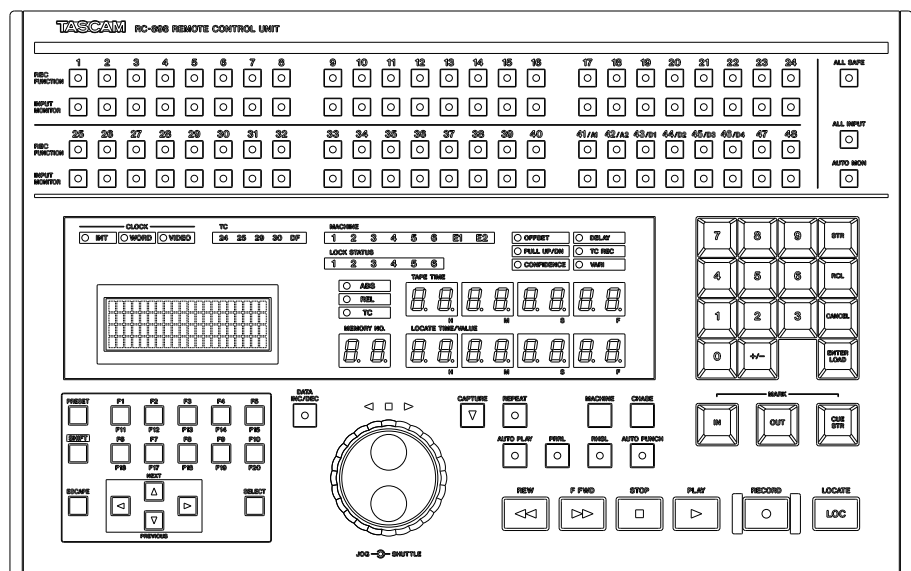 TASCAM RC-898 REMOTE CONTROL UNIT
1 2 3 4 5 6 7 8 9 10 11 12 13 14 15 16 17 18 19 20 21 22 23 24 ALL SAFE
REC FUNCTION
INPUT MONITOR
ALL INPUT
25 26 27 28 29 30 31 32 33 34 35 36 37 38 39 40 41/A1 42/A2 43/D1 44/D2 45/D3 46/D4 47 48
REC FUNCTION
AUTO MON
INPUT MONITOR
CLOCK TC MACHINE
INT WORD VIDEO 24 25 29 30 DF 1 2 3 4 5 6 E1 E2 OFFSET DELAY
LOCK STATUS PULL UP/DN TC REC
1 2 3 4 5 6 CONFIDENCE VARI
TAPE TIME
ABS
REL
TC
H M S F
MEMORY NO. LOCATE TIME/VALUE
H M S F
7 8 9 STR
4 5 6 RCL
1 2 3 CANCEL
0 +/− ENTER LOAD
MARK
IN OUT CUE STR
PRESET F1 F2 F3 F4 F5
F11 F12 F13 F14 F15
SHIFT F6 F7 F8 F9 F10
F16 F17 F18 F19 F20
ESCAPE NEXT SELECT
PREVIOUS
DATA INC/DEC
CAPTURE REPEAT MACHINE CHASE
AUTO PLAY PRRL RHSL AUTO PUNCH
REW F FWD STOP PLAY RECORD LOCATE
LOC
JOG SHUTTLE